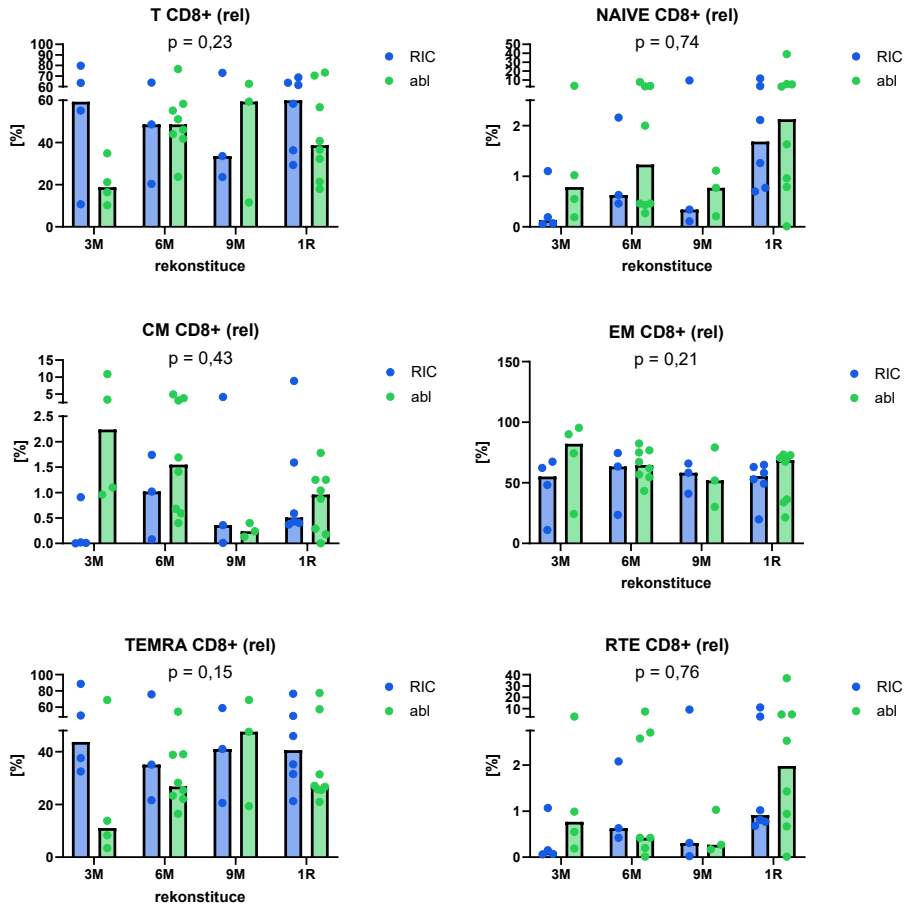 T CD8+ (rel)
p = 0,23
100
90
80
70
60
60
40
20
0
[%]
3M 6M 9M 1R
rekonstituce
RIC
abl
NAIVE CD8+ (rel)
p = 0,74
50
40
30
20
10
2
1
0
[%]
3M 6M 9M 1R
rekonstituce
RIC
abl
CM CD8+ (rel)
p = 0,43
15
10
5
2.5
2.0
1.5
1.0
0.5
0.0
[%]
3M 6M 9M 1R
rekonstituce
RIC
abl
EM CD8+ (rel)
p = 0,21
150
100
50
0
[%]
3M 6M 9M 1R
rekonstituce
RIC
abl
TEMRA CD8+ (rel)
p = 0,15
100
80
60
40
20
0
[%]
3M 6M 9M 1R
rekonstituce
RIC
abl
RTE CD8+ (rel)
p = 0,76
40
30
20
10
2
1
0
[%]
3M 6M 9M 1R
rekonstituce
RIC
abl